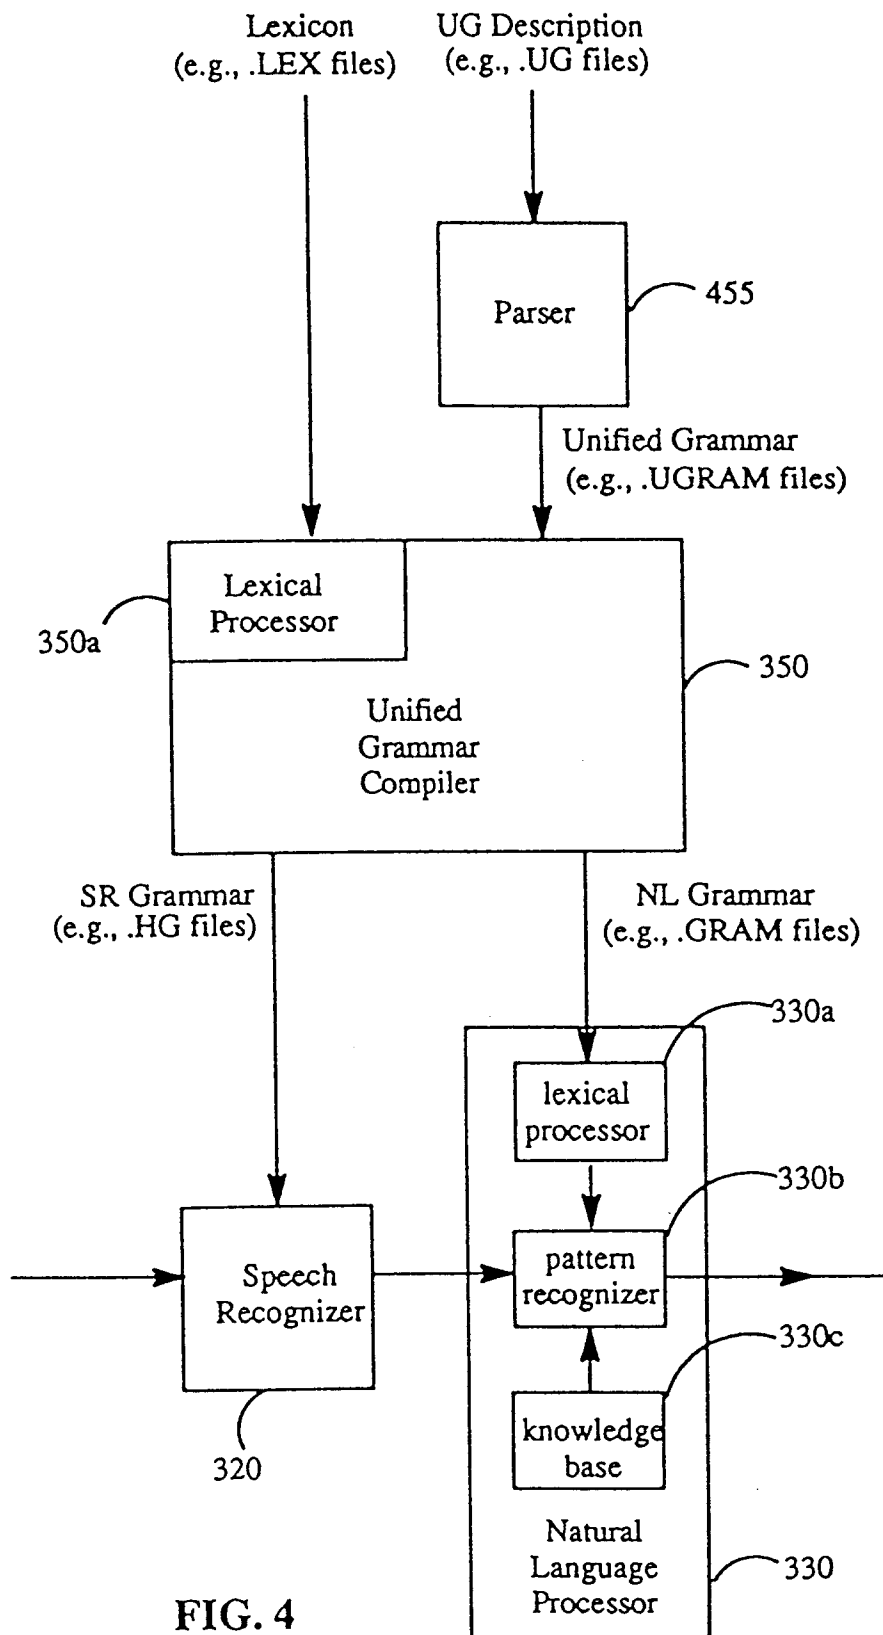 Lexicon
(e.g., .LEX files)
UG Description
(e.g., .UG files)
Parser
455
Unified Grammar
(e.g., .UGRAM files)
Lexical
Processor
350a
350
Unified
Grammar
Compiler
SR Grammar
(e.g., .HG files)
NL Grammar
(e.g., .GRAM files)
330a
lexical
processor
330b
Speech
Recognizer
pattern
recognizer
330c
320
knowledge
base
Natural
Language
Processor
330
FIG. 4